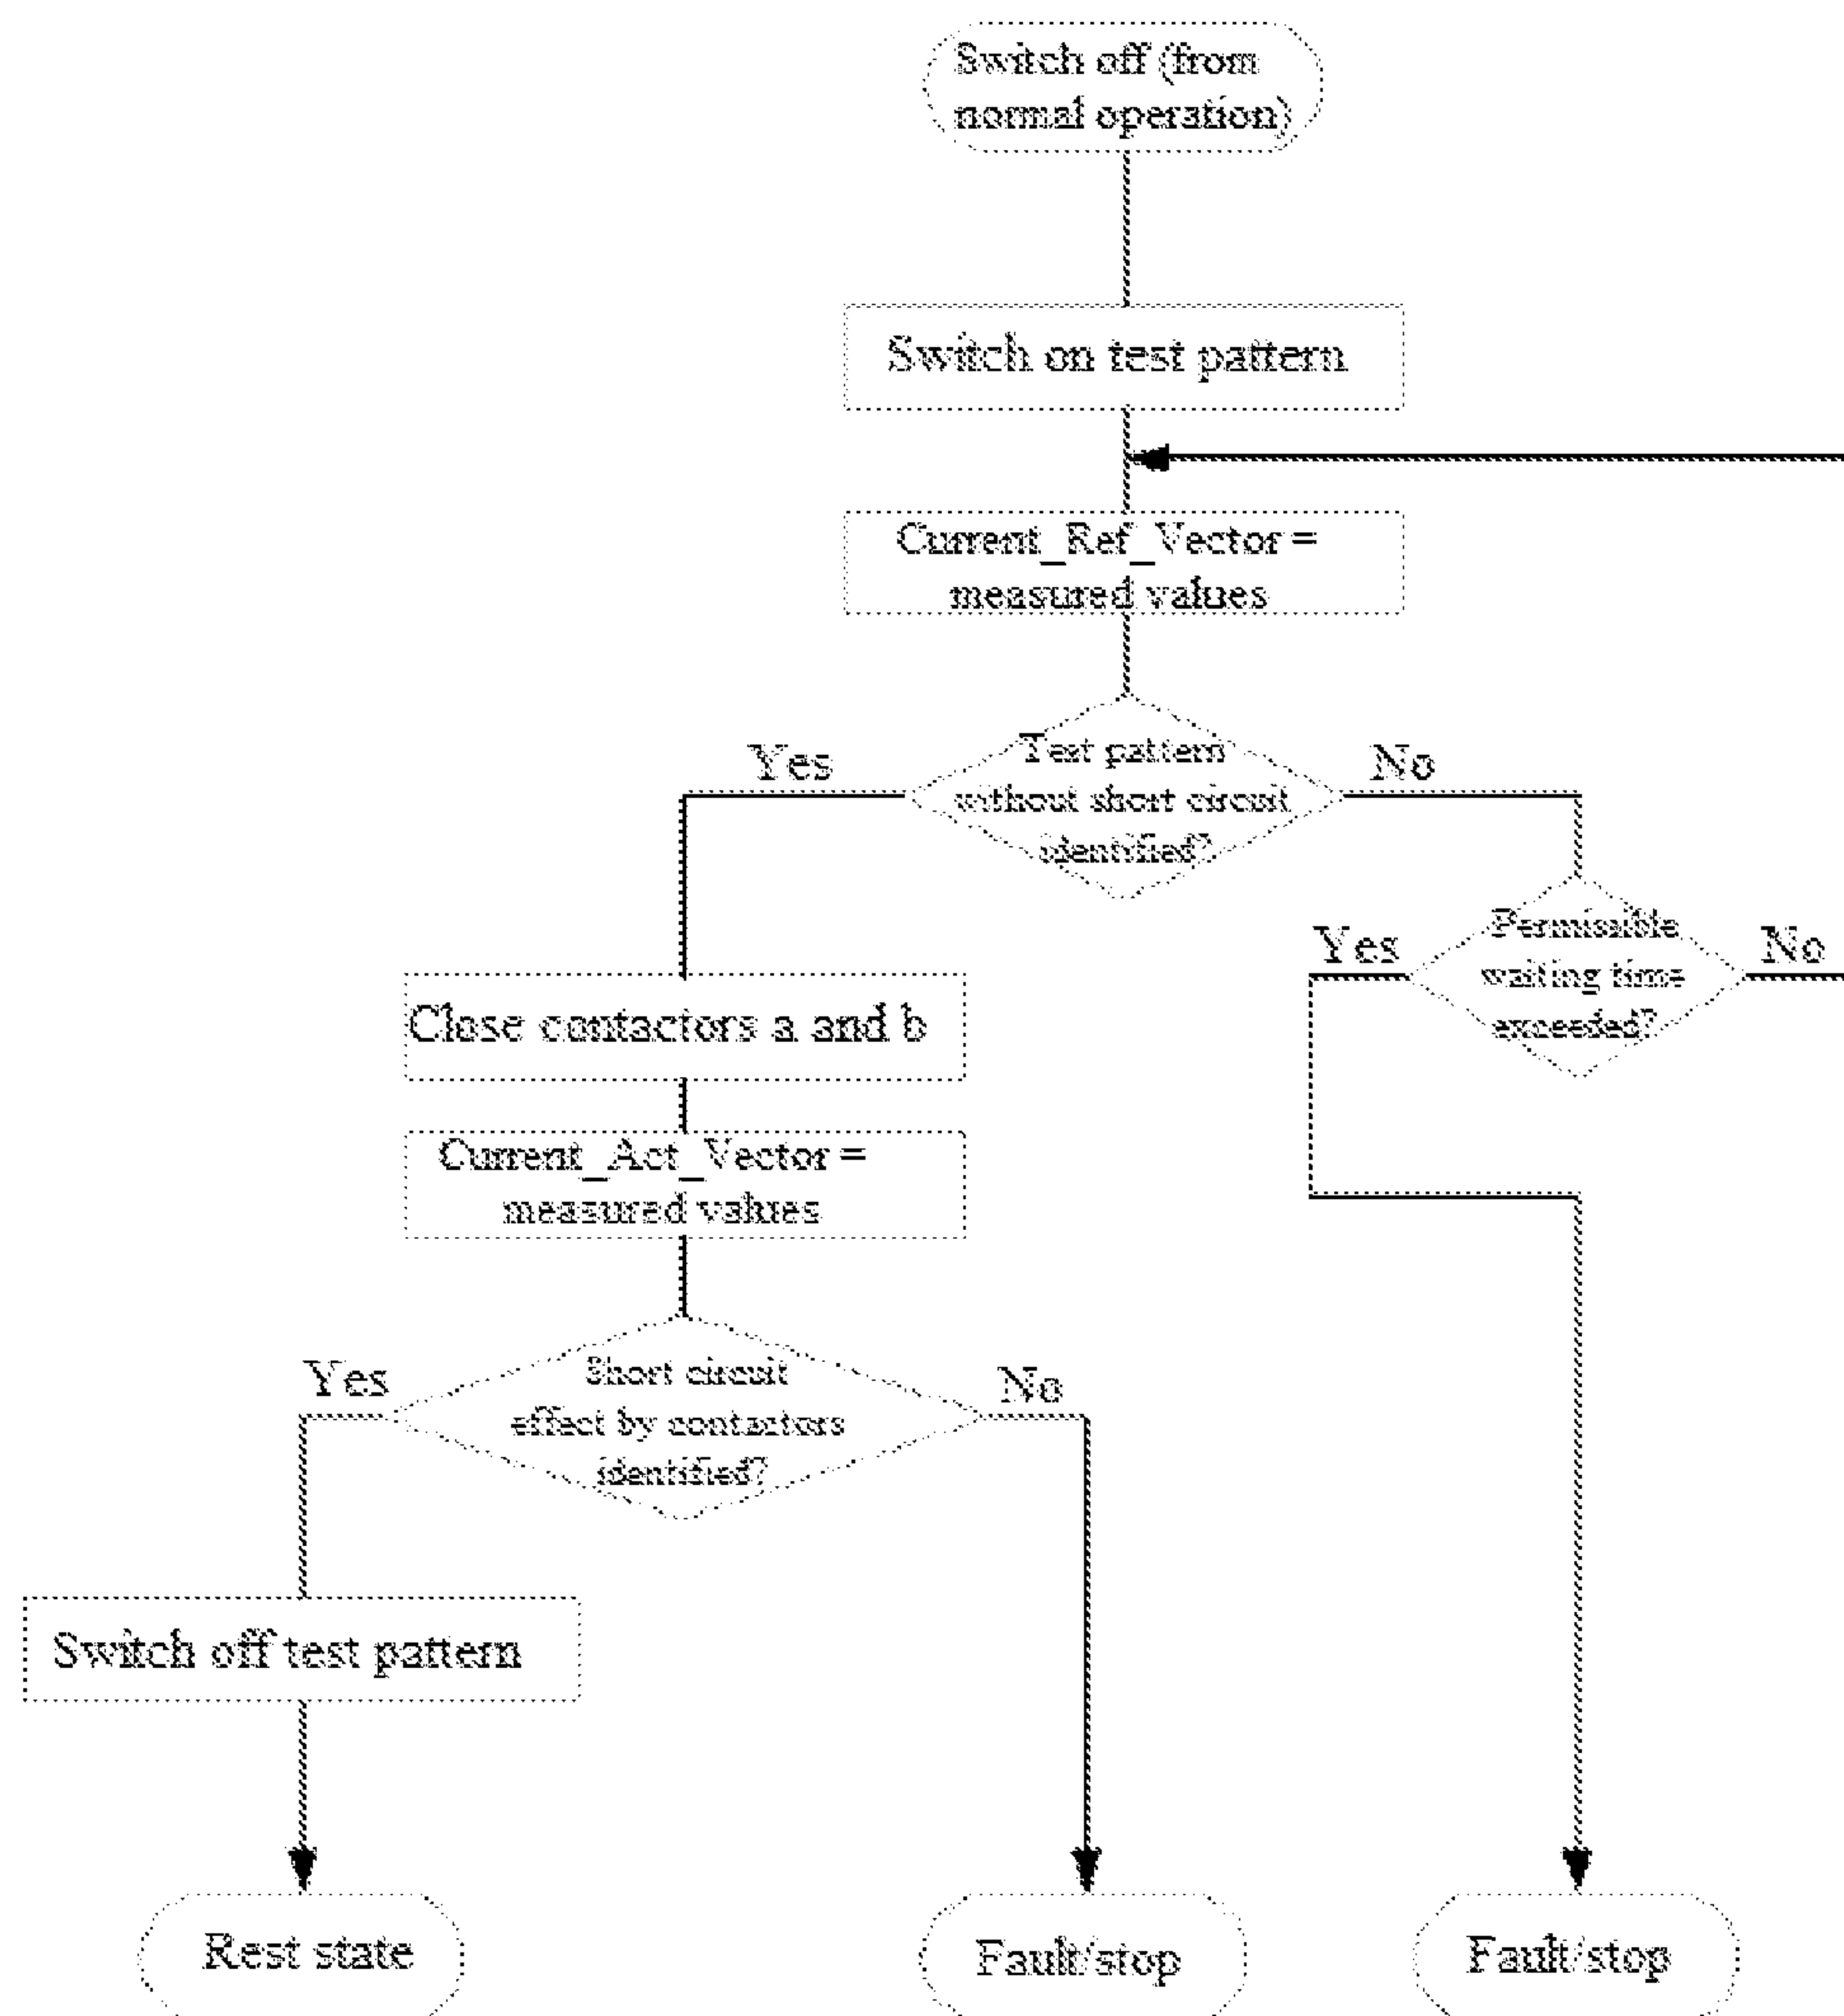 Switch off (from
normal operation)
Switch on test pattern
Current_Ref_Vector =
measured values
Yes
Test pattern
without short circuit
identified?
No
Yes
Permissible
waiting time
exceeded?
No
Close contactors a and b
Current_Act_Vector =
measured values
Yes
Short circuit
effect by contactors
identified?
No
Switch off test pattern
Rest state
Fault/stop
Fault/stop